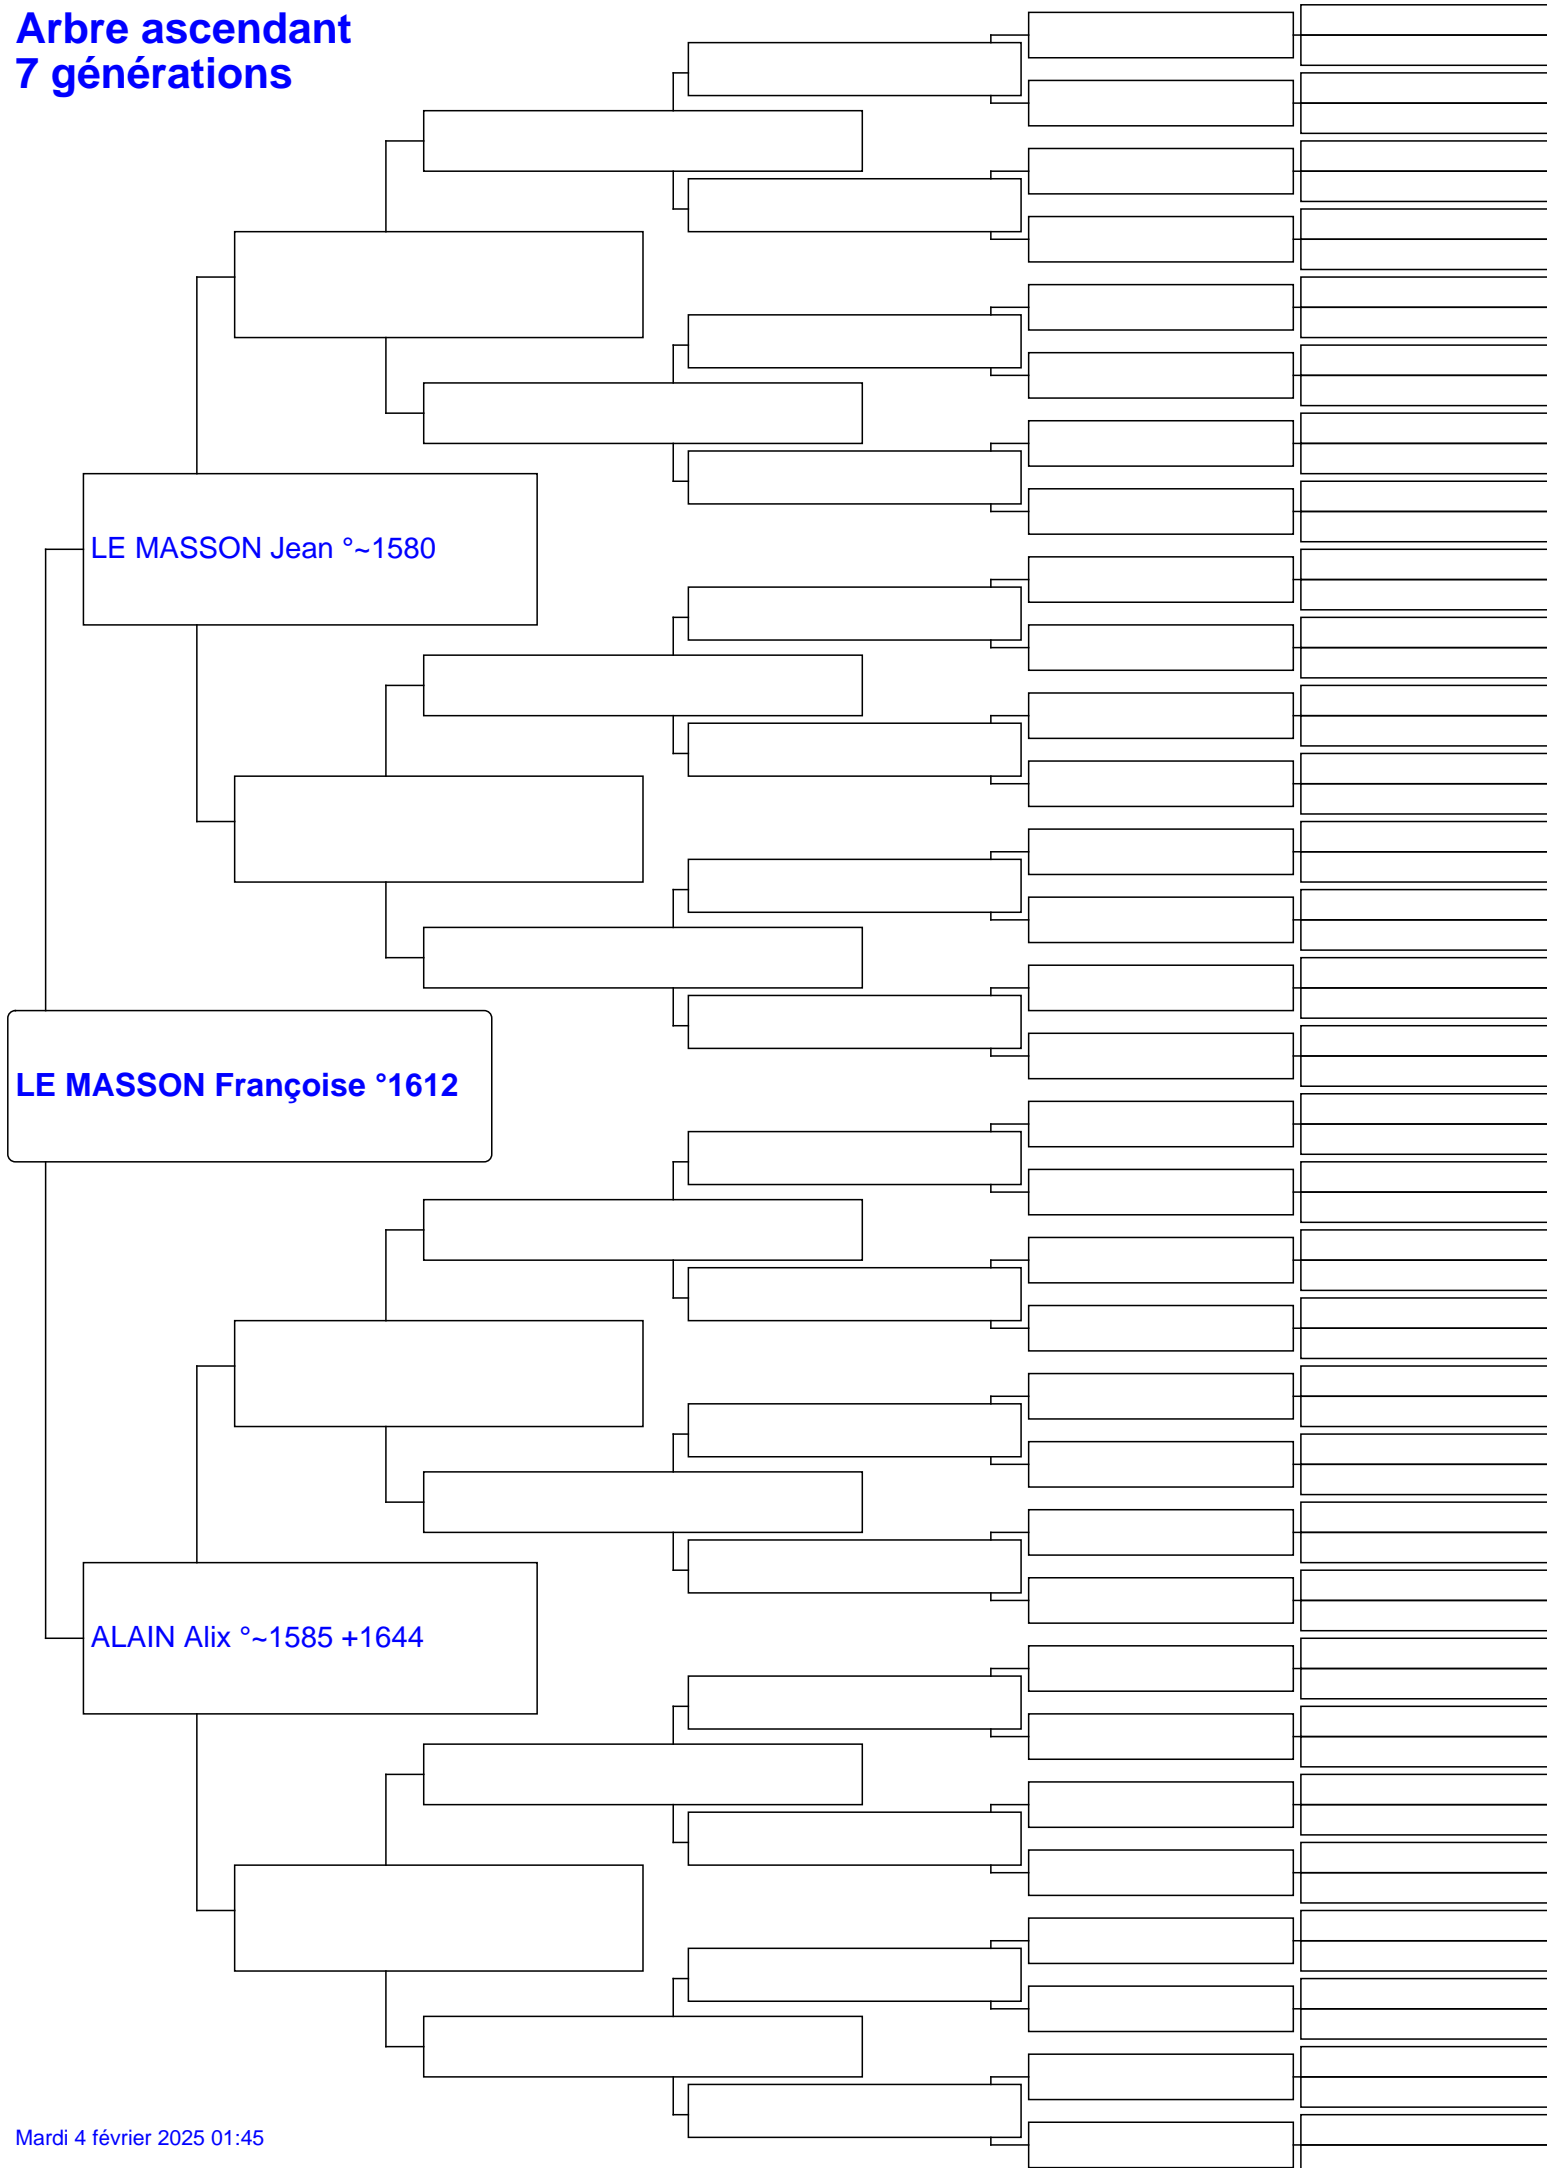 Arbre ascendant
7 générations
LE MASSON Jean °~1580
LE MASSON Françoise °1612
ALAIN Alix °~1585 +1644
Mardi 4 février 2025 01:45